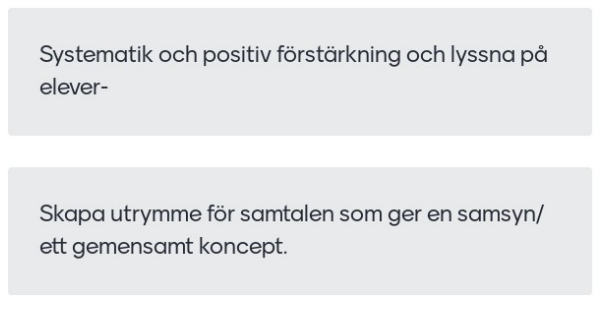 Systematik och positiv förstärkning och lyssna på
elever-
Skapa utrymme för samtalen som ger en samsyn/
ett gemensamt koncept.